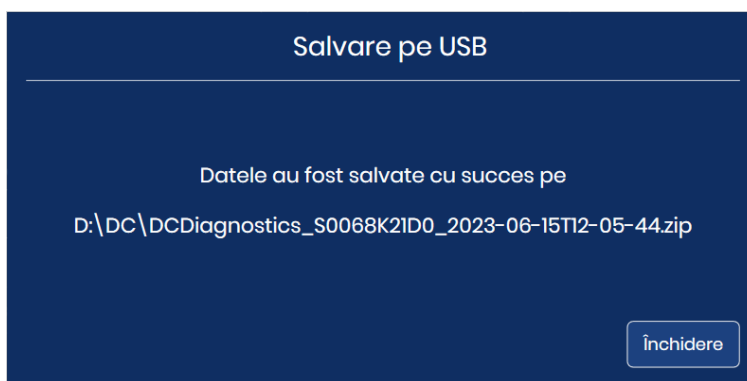 Salvare pe USB
Datele au fost salvate cu succes pe
D:\DC\DCDiagnostics_S0068K21D0_2023-06-15T12-05-44.zip
Închidere